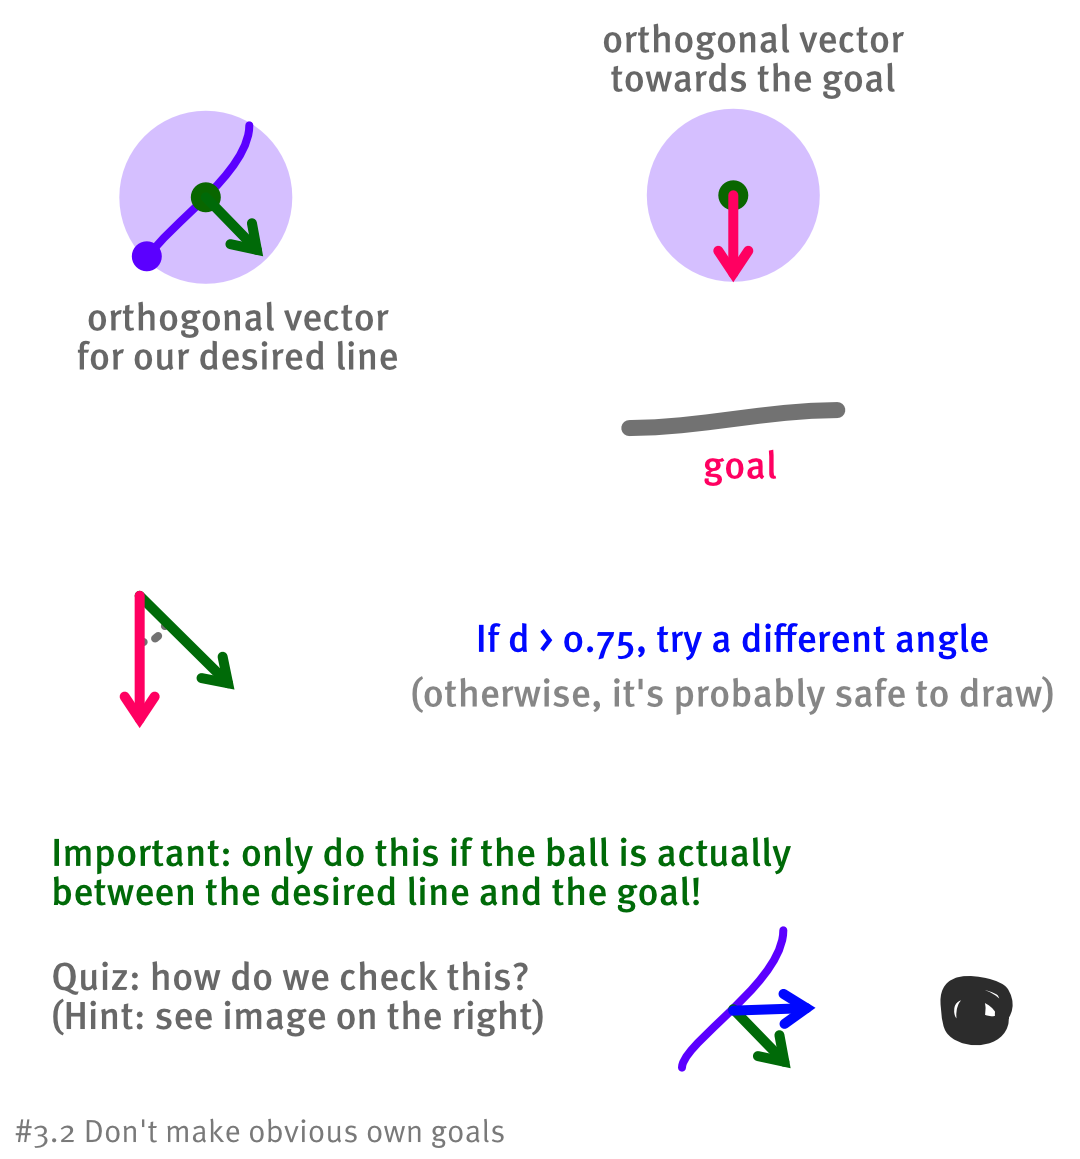 orthogonal vector
towards the goal
orthogonal vector
for our desired line
goal
If d > 0.75, try a different angle
(otherwise, it's probably safe to draw)
Important: only do this if the ball is actually
between the desired line and the goal!
Quiz: how do we check this?
(Hint: see image on the right)
#3.2 Don't make obvious own goals